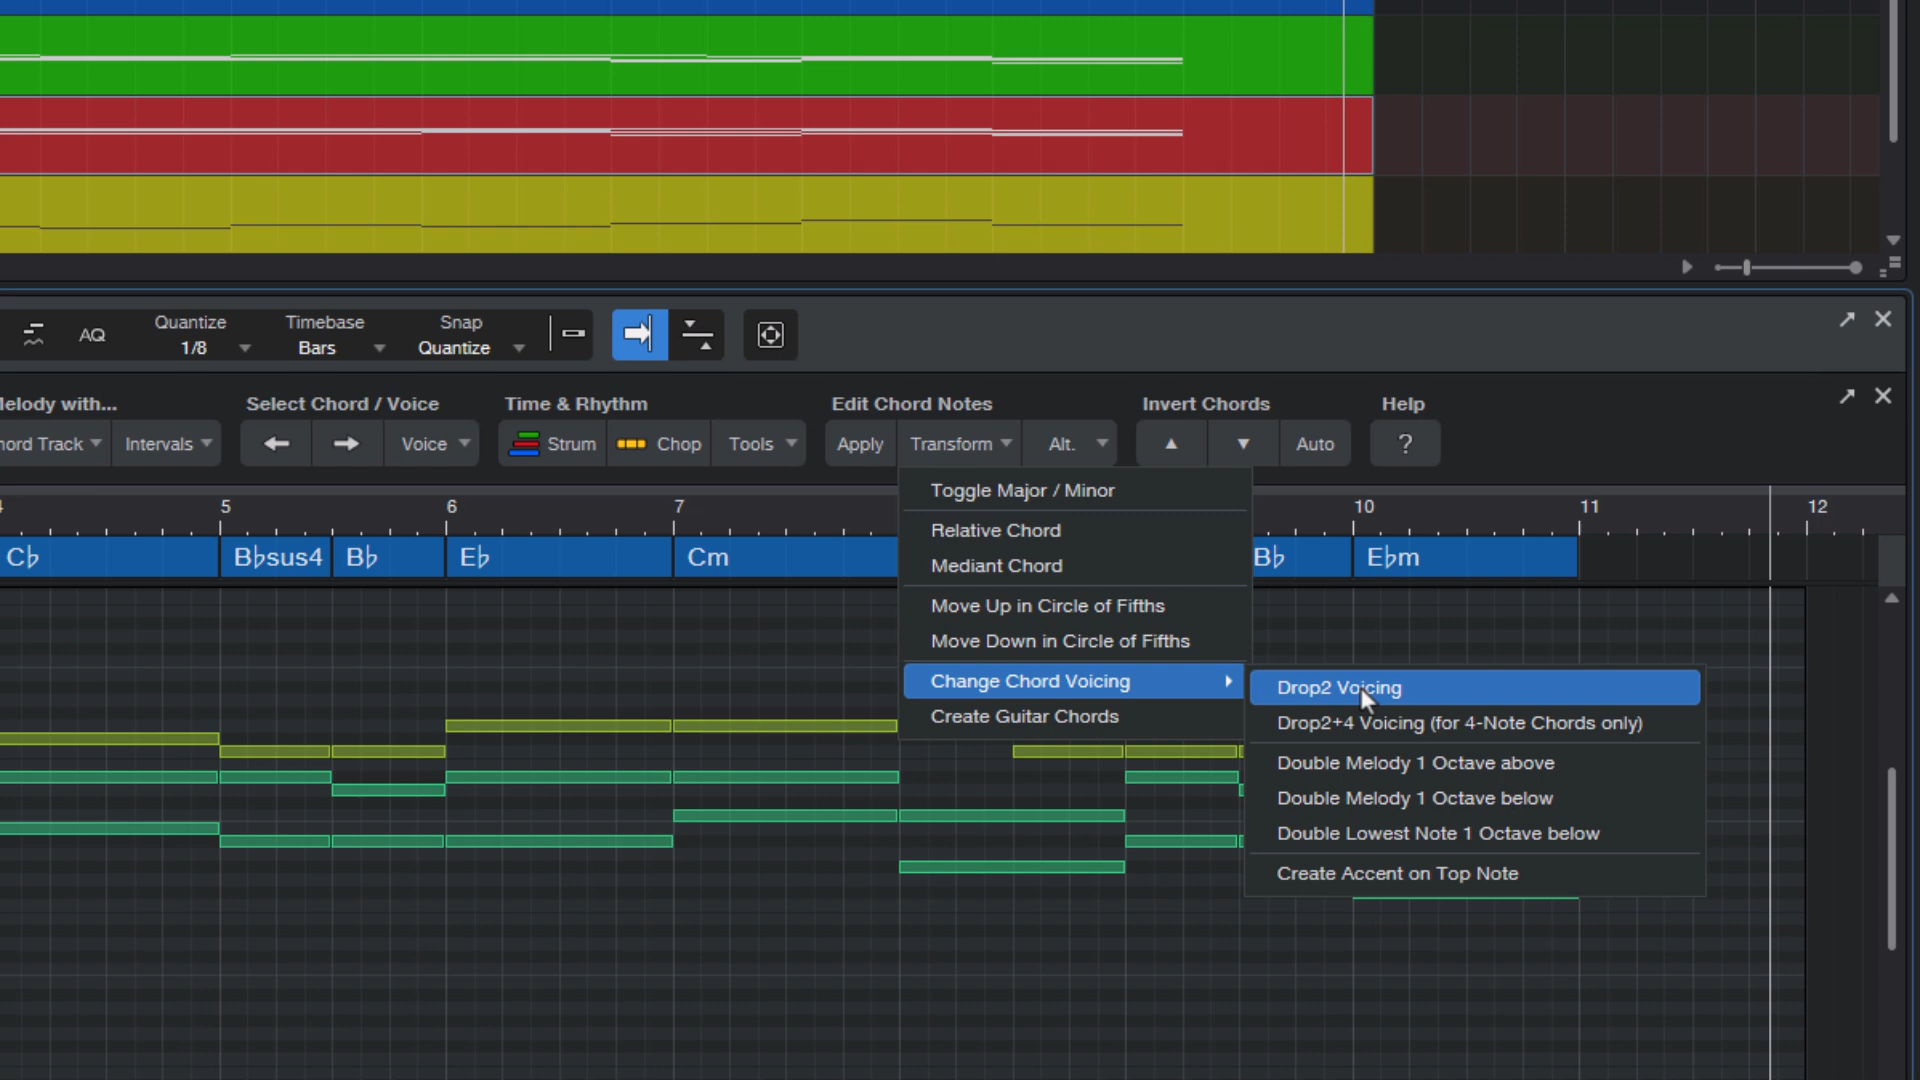 AQ
Quantize
1/8
Timebase
Bars
Snap
Quantize
elody with...
Select Chord / Voice
Time & Rhythm
Edit Chord Notes
Invert Chords
Help
hord Track
Intervals
Voice
Strum
Chop
Tools
Apply
Transform
Alt.
Auto
?
5
6
7
10
11
12
C♭
B♭sus4
B♭
E♭
Cm
B♭
E♭m
Toggle Major / Minor
Relative Chord
Mediant Chord
Move Up in Circle of Fifths
Move Down in Circle of Fifths
Change Chord Voicing
Create Guitar Chords
Drop2 Voicing
Drop2+4 Voicing (for 4-Note Chords only)
Double Melody 1 Octave above
Double Melody 1 Octave below
Double Lowest Note 1 Octave below
Create Accent on Top Note